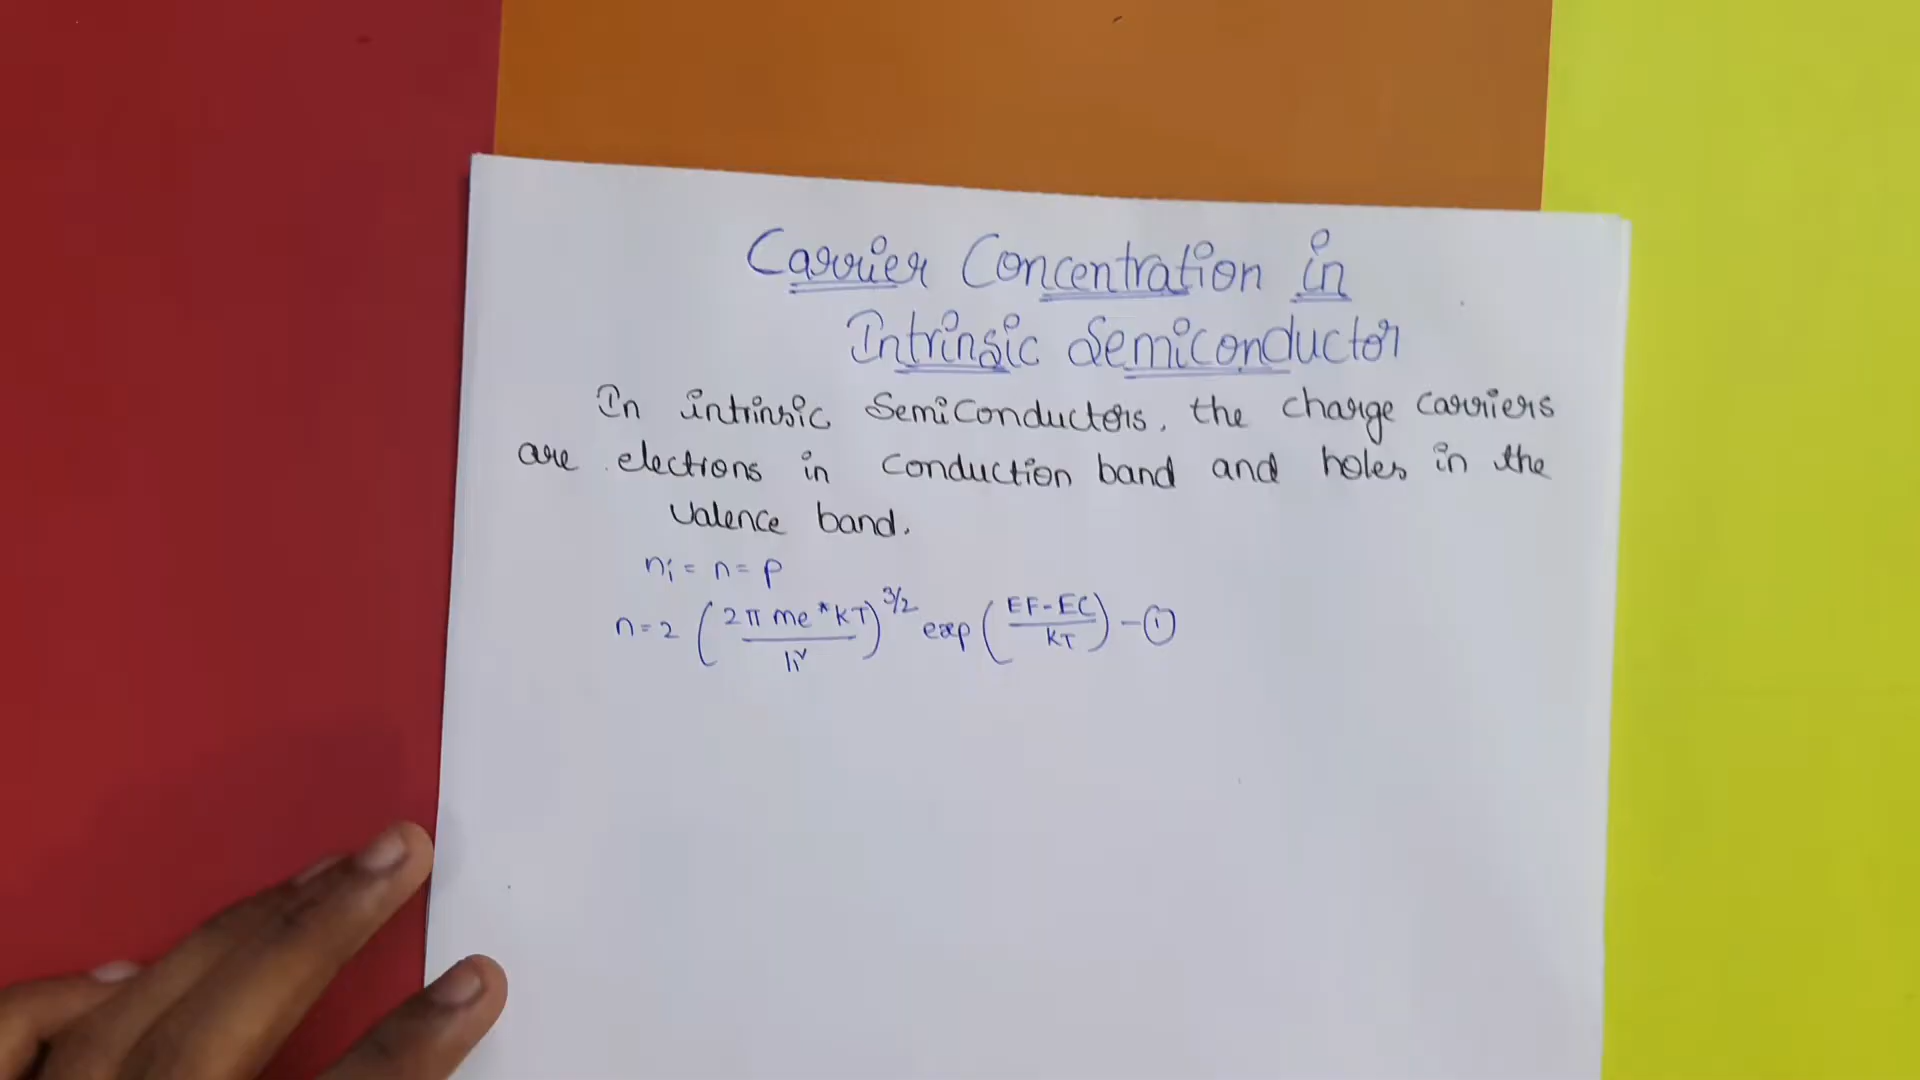 Carrier Concentration in
Intrinsic Semiconductor
In intrinsic Semiconductors, the charge carriers
are elections in conduction band and holes in the
valence band.
ni = n = p
n = 2 (2π me*kT / h²)^3/2 exp (EF-EC / kT) - ①